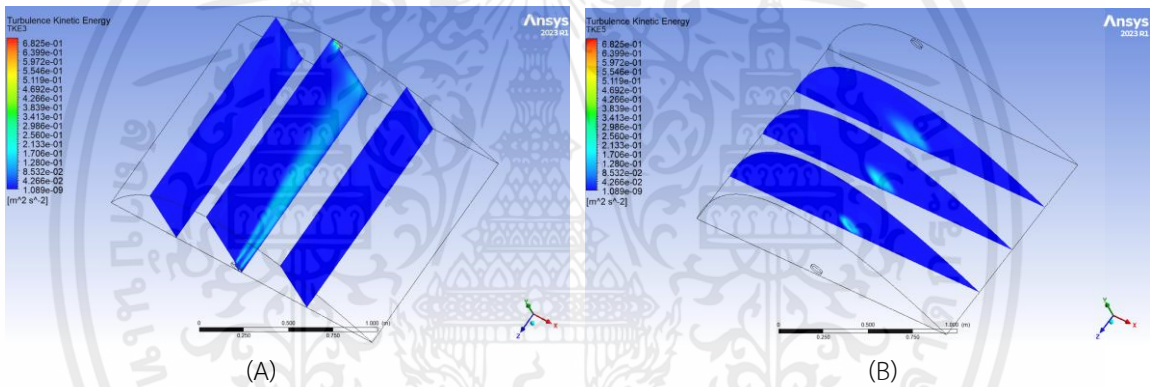 Turbulence Kinetic Energy
TKE3
6.825e-01
6.399e-01
5.972e-01
5.546e-01
5.119e-01
4.692e-01
4.266e-01
3.839e-01
3.413e-01
2.986e-01
2.560e-01
2.133e-01
1.706e-01
1.280e-01
8.532e-02
4.266e-02
1.089e-09
[m^2 s^-2]
Ansys
2023 R1
0
0.500
1.000 (m)
0.250
0.750
Y
X
Z
(A)
Turbulence Kinetic Energy
TKE5
6.825e-01
6.399e-01
5.972e-01
5.546e-01
5.119e-01
4.692e-01
4.266e-01
3.839e-01
3.413e-01
2.986e-01
2.560e-01
2.133e-01
1.706e-01
1.280e-01
8.532e-02
4.266e-02
1.089e-09
[m^2 s^-2]
Ansys
2023 R1
0
0.500
1.000 (m)
0.250
0.750
Y
X
Z
(B)